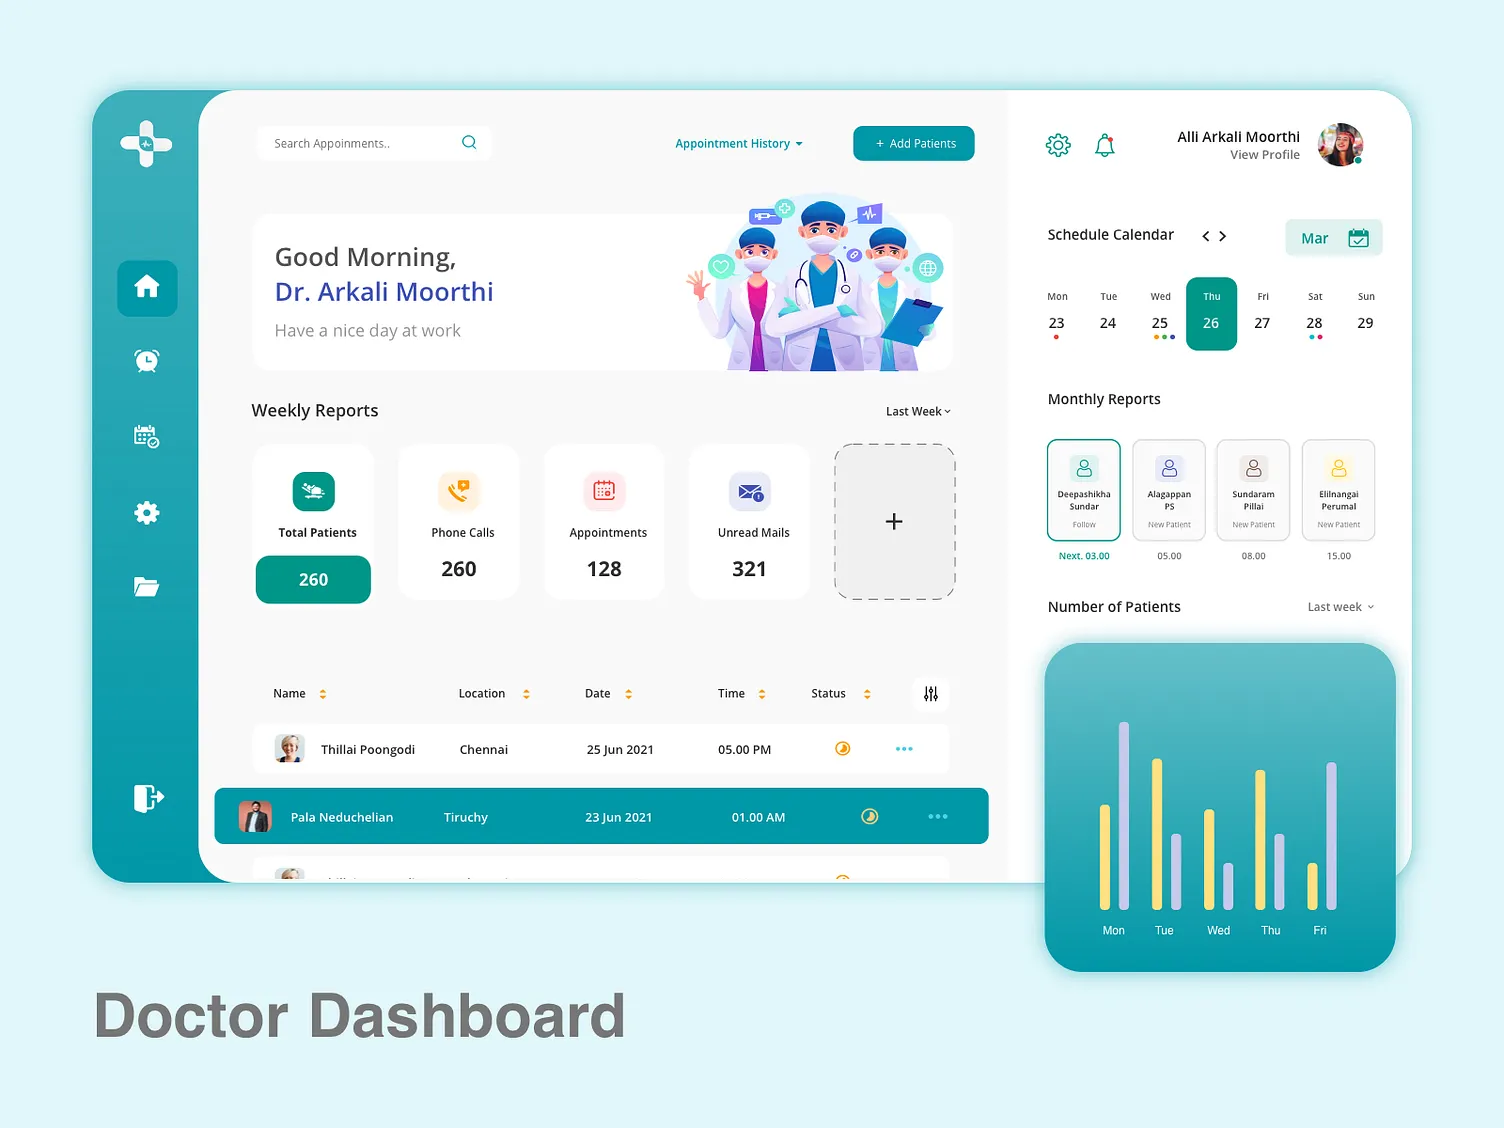 Search Appoinments..
Appointment History
+ Add Patients
Alli Arkali Moorthi
View Profile
Good Morning,
Dr. Arkali Moorthi
Have a nice day at work
Schedule Calendar
Mar
Mon Tue Wed Thu Fri Sat Sun
23 24 25 26 27 28 29
Weekly Reports
Last Week
Total Patients
260
Phone Calls
260
Appointments
128
Unread Mails
321
+
Monthly Reports
Deepashikha
Sundar
Follow
Next. 03.00
Alagappan
PS
New Patient
05.00
Sundaram
Pillai
New Patient
08.00
Elilnangai
Perumal
New Patient
15.00
Number of Patients
Last week
Mon Tue Wed Thu Fri
Name Location Date Time Status
Thillai Poongodi Chennai 25 Jun 2021 05.00 PM
Pala Neduchelian Tiruchy 23 Jun 2021 01.00 AM
Doctor Dashboard